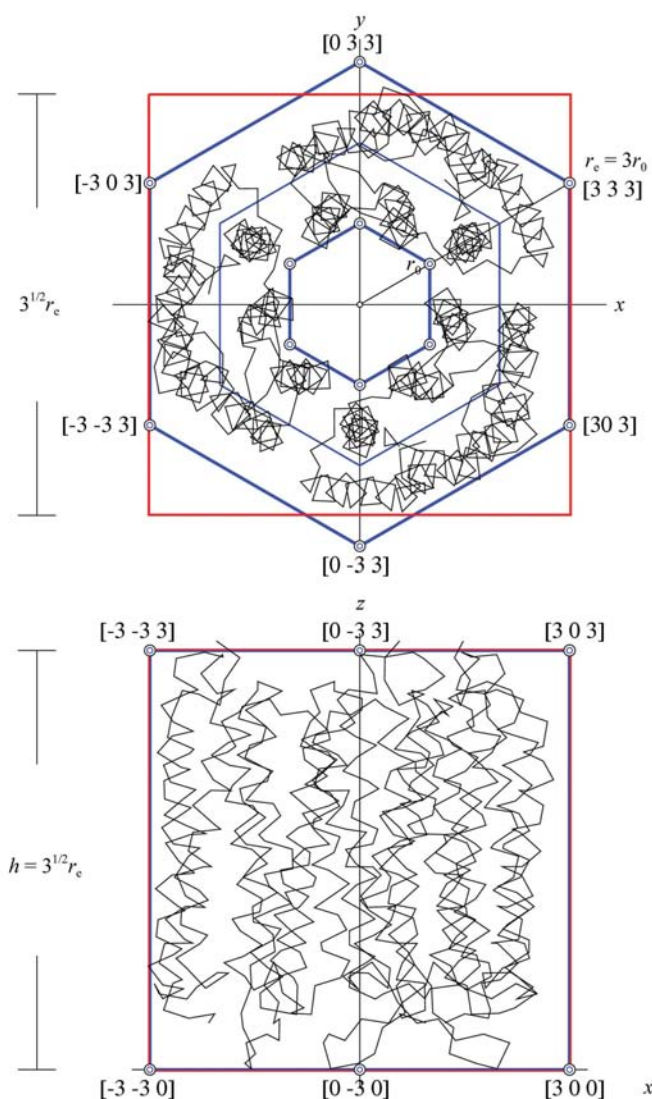 y
[0 3 3]
r_e = 3r_0
[-3 0 3]
[3 3 3]
r_0
3^{1/2}r_e
x
[-3 -3 3]
[30 3]
[0 -3 3]
z
[-3 -3 3]
[0 -3 3]
[3 0 3]
h = 3^{1/2}r_e
[-3 -3 0]
[0 -3 0]
[3 0 0]
x